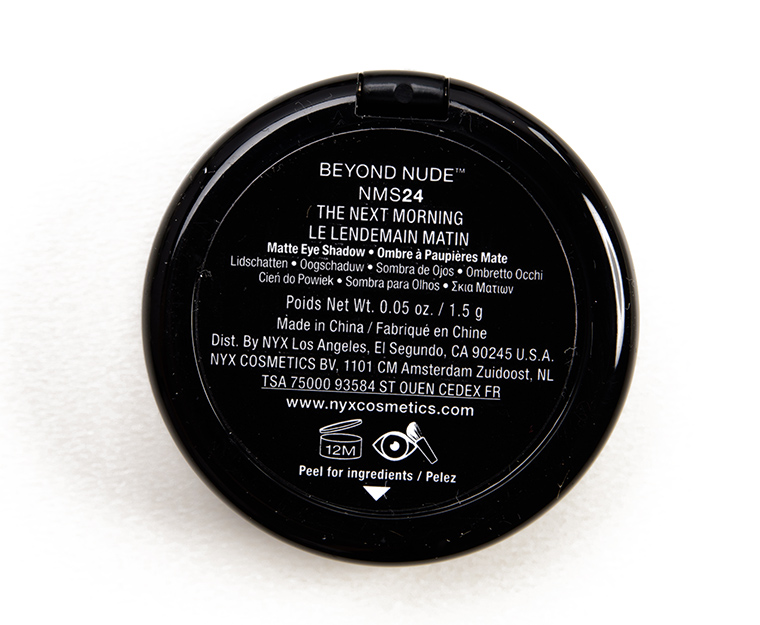 BEYOND NUDE™
NMS24
THE NEXT MORNING
LE LENDEMAIN MATIN
Matte Eye Shadow • Ombre à Paupières Mate
Lidschatten • Oogschaduw • Sombra de Ojos • Ombretto Occhi
Cień do Powiek • Sombra para Olhos • Σκια Ματιων
Poids Net Wt. 0.05 oz. / 1.5 g
Made in China / Fabriqué en Chine
Dist. By NYX Los Angeles, El Segundo, CA 90245 U.S.A.
NYX COSMETICS BV, 1101 CM Amsterdam Zuidoost, NL
TSA 75000 93584 ST OUEN CEDEX FR
www.nyxcosmetics.com
12M
Peel for ingredients / Pelez